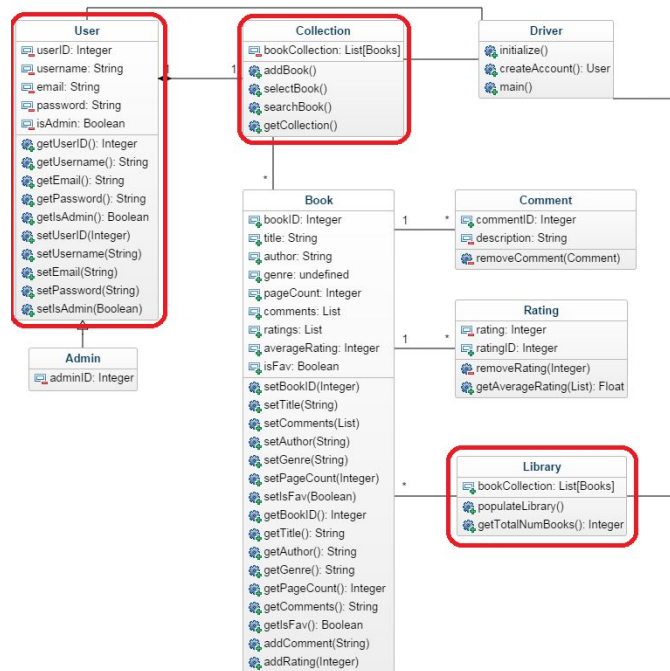 User
userID: Integer
username: String
email: String
password: String
isAdmin: Boolean
getUserID(): Integer
getUsername(): String
getEmail(): String
getPassword(): String
getIsAdmin(): Boolean
setUserID(Integer)
setUsername(String)
setEmail(String)
setPassword(String)
setIsAdmin(Boolean)
1
1
Collection
bookCollection: List[Books]
addBook()
selectBook()
searchBook()
getCollection()
*
Driver
initialize()
createAccount(): User
main()
Admin
adminID: Integer
Book
bookID: Integer
title: String
author: String
genre: undefined
pageCount: Integer
comments: List
ratings: List
averageRating: Integer
isFav: Boolean
setBookID(Integer)
setTitle(String)
setComments(List)
setAuthor(String)
setGenre(String)
setPageCount(Integer)
setIsFav(Boolean)
getBookID(): Integer
getTitle(): String
getAuthor(): String
getGenre(): String
getPageCount(): Integer
getComments(): String
getIsFav(): Boolean
addComment(String)
addRating(Integer)
1 *
Comment
commentID: Integer
description: String
removeComment(Comment)
1 *
Rating
rating: Integer
ratingID: Integer
removeRating(Integer)
getAverageRating(List): Float
*
Library
bookCollection: List[Books]
populateLibrary()
getTotalNumBooks(): Integer